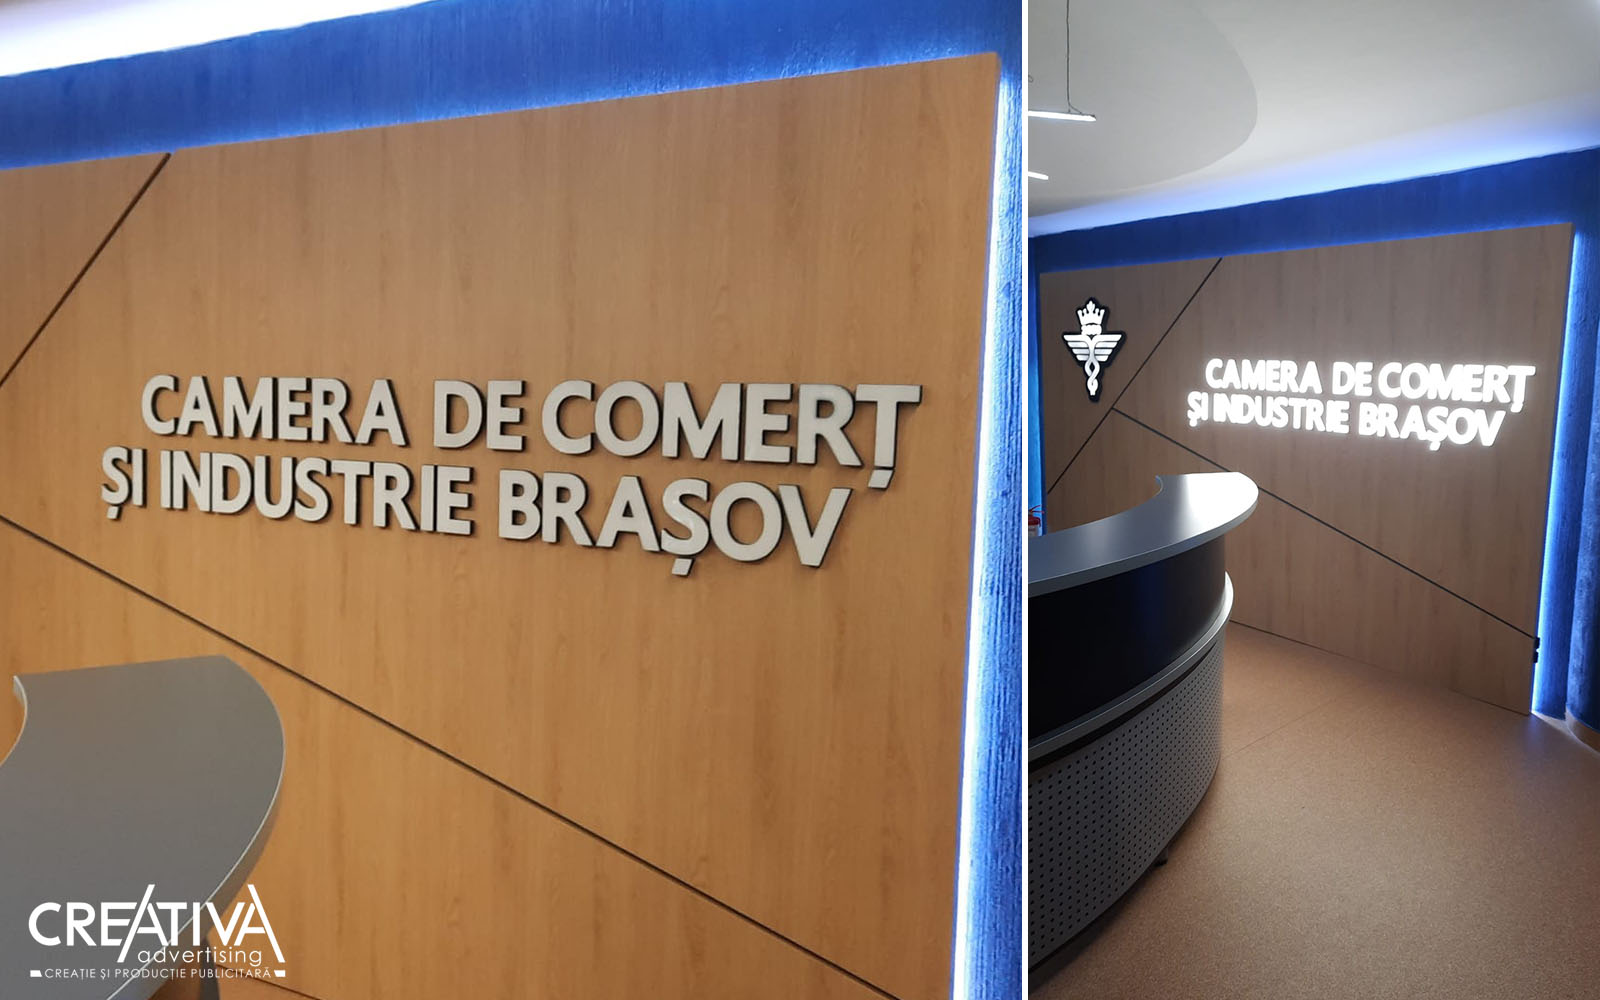 CAMERA DE COMERȚ
ȘI INDUSTRIE BRAȘOV
CAMERA DE COMERȚ
ȘI INDUSTRIE BRAȘOV
CREATIVA
advertising
CREAȚIE ȘI PRODUCȚIE PUBLICITARĂ